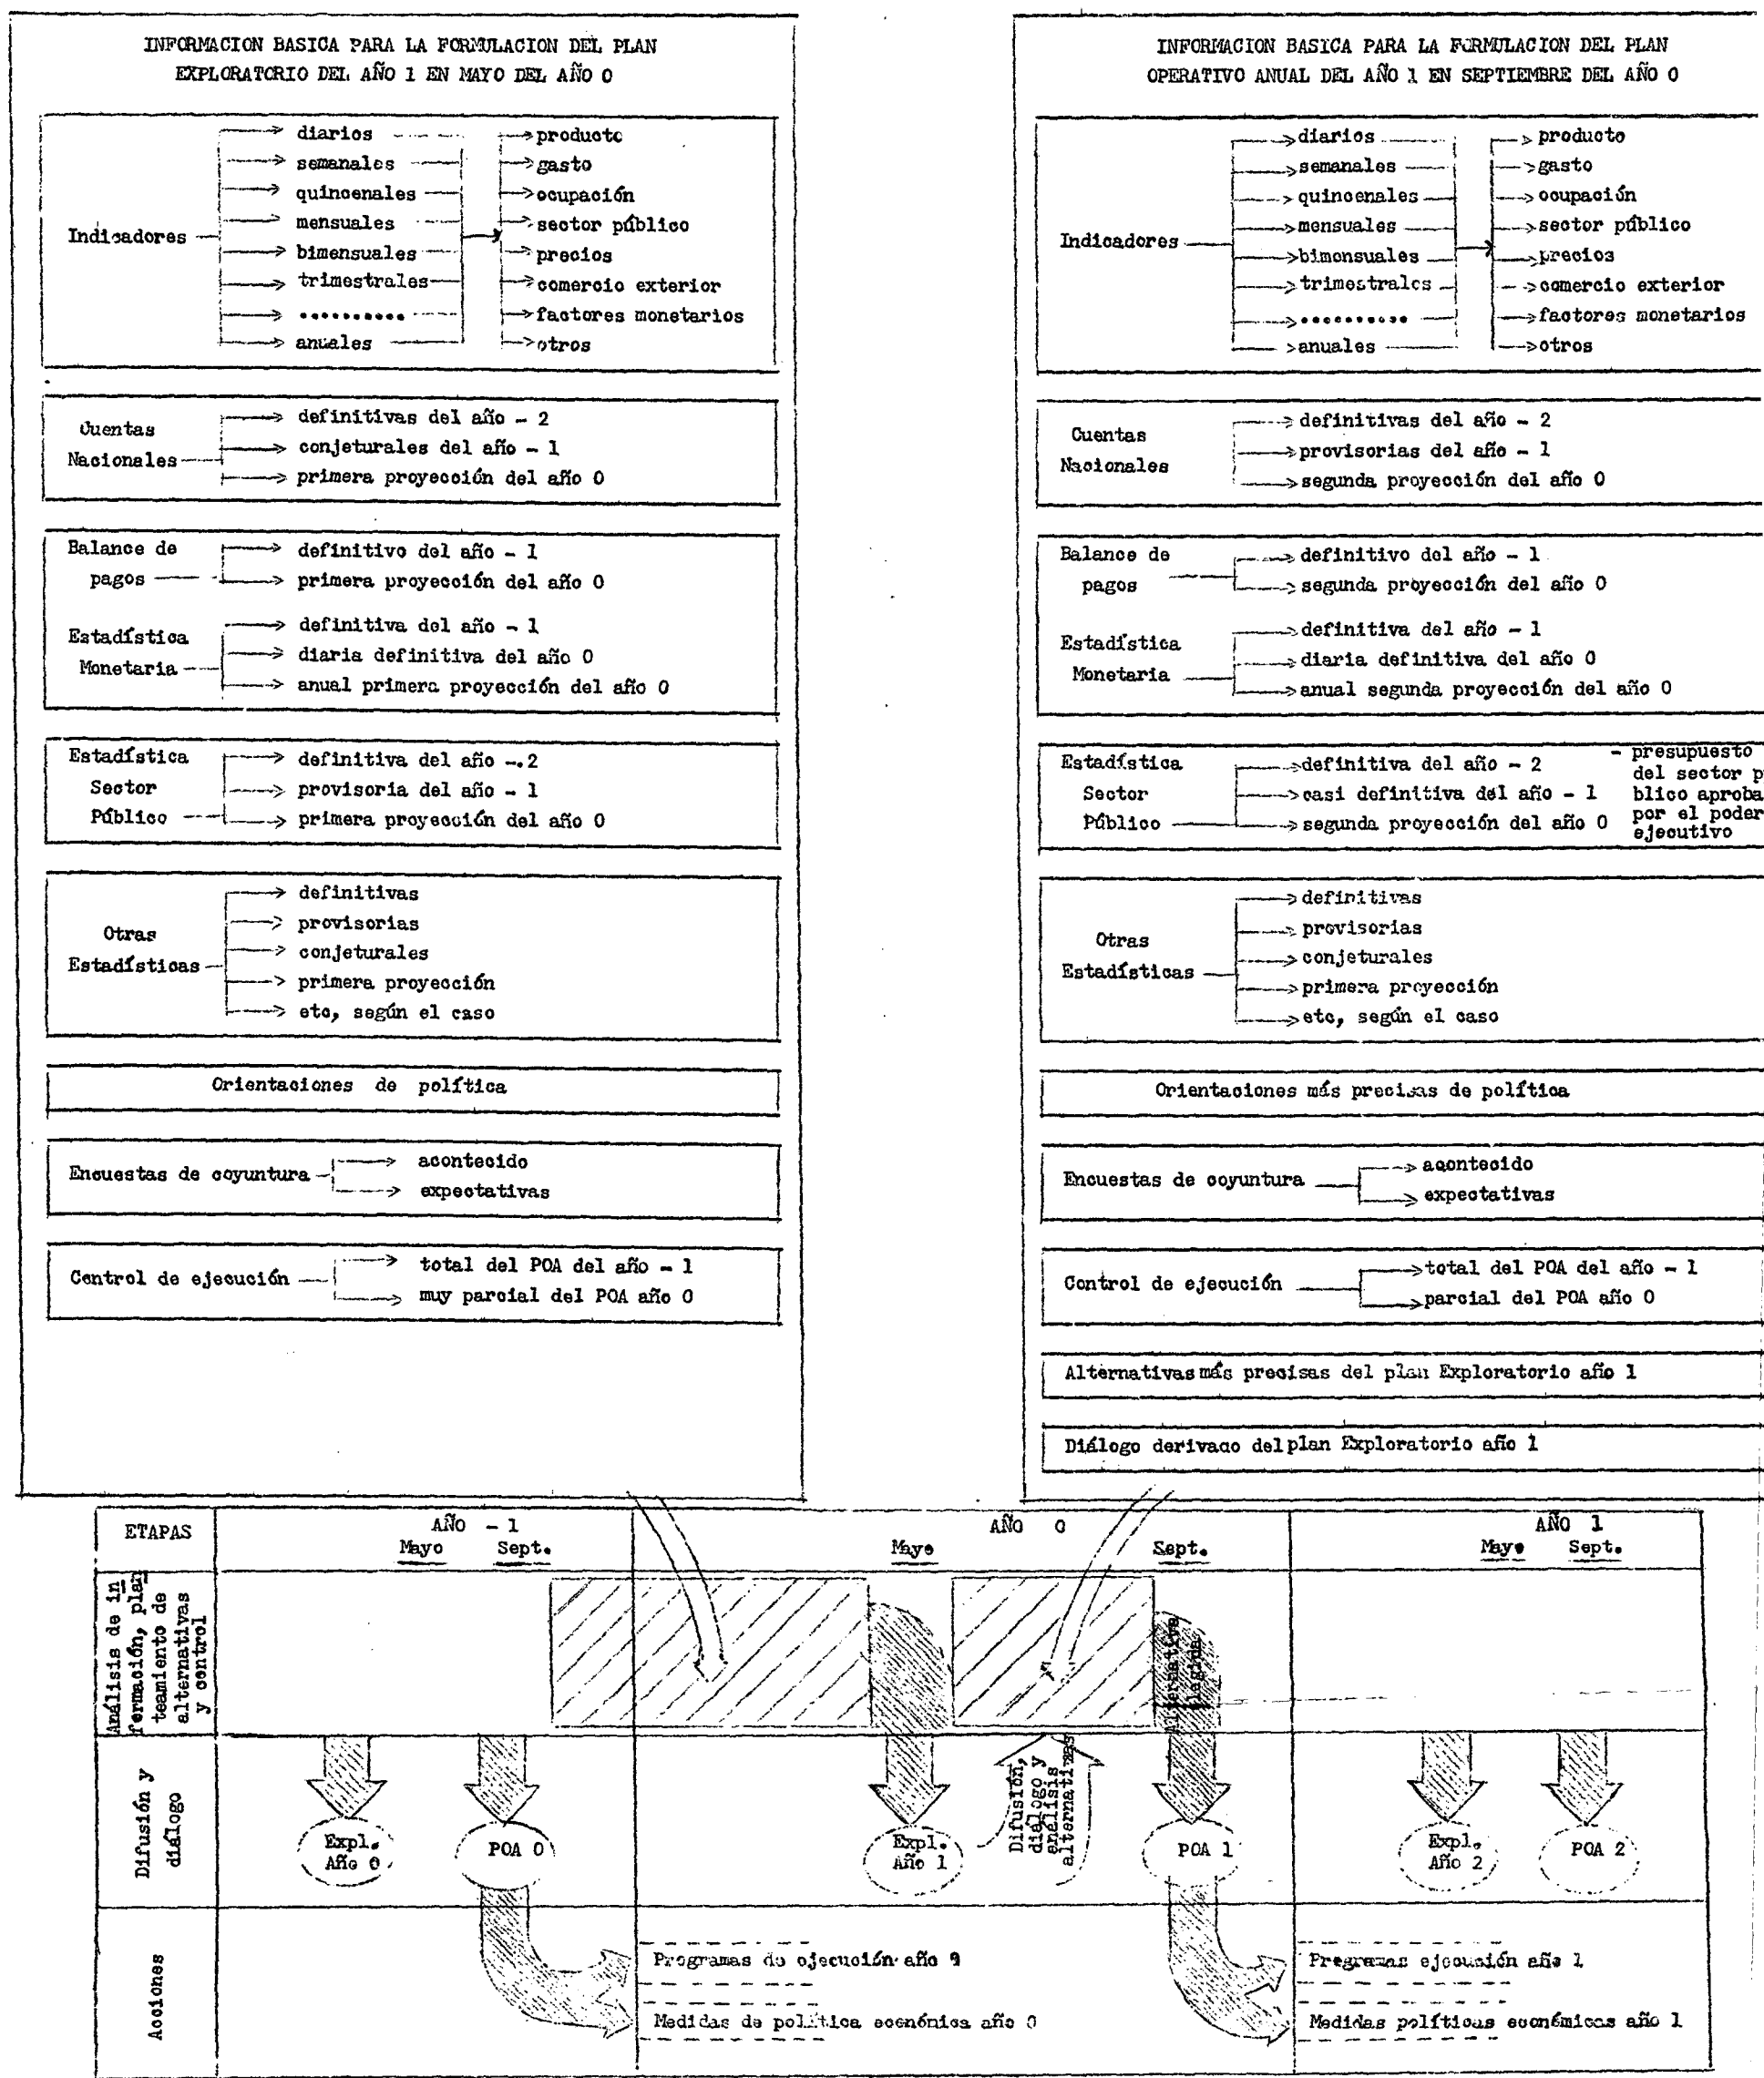 INFORMACION BASICA PARA LA FORMULACION DEL PLAN
EXPLORATORIO DEL AÑO 1 EN MAYO DEL AÑO 0
Indicadores
diarios
semanales
quincenales
mensuales
bimensuales
trimestrales
..........
anuales
producto
gasto
ocupación
sector público
precios
comercio exterior
factores monetarios
otros
Cuentas
Nacionales
definitivas del año - 2
conjeturales del año - 1
primera proyección del año 0
Balance de
pagos
definitivo del año - 1
primera proyección del año 0
Estadística
Monetaria
definitiva del año - 1
diaria definitiva del año 0
anual primera proyección del año 0
Estadística
Sector
Público
definitiva del año - 2
provisoria del año - 1
primera proyección del año 0
Otras
Estadísticas
definitivas
provisorias
conjeturales
primera proyección
etc, según el caso
Orientaciones de política
Encuestas de coyuntura
acontecido
expectativas
Control de ejecución
total del POA del año - 1
muy parcial del POA año 0
INFORMACION BASICA PARA LA FORMULACION DEL PLAN
OPERATIVO ANUAL DEL AÑO 1 EN SEPTIEMBRE DEL AÑO 0
Indicadores
diarios
semanales
quincenales
mensuales
bimensuales
trimestrales
..........
anuales
producto
gasto
ocupación
sector público
precios
comercio exterior
factores monetarios
otros
Cuentas
Nacionales
definitivas del año - 2
provisorias del año - 1
segunda proyección del año 0
Balance de
pagos
definitivo del año - 1
segunda proyección del año 0
Estadística
Monetaria
definitiva del año - 1
diaria definitiva del año 0
anual segunda proyección del año 0
Estadística
Sector
Público
definitiva del año - 2
casi definitiva del año - 1
segunda proyección del año 0
- presupuesto
del sector p
blico aproba
por el poder
ejecutivo
Otras
Estadísticas
definitivas
provisorias
conjeturales
primera proyección
etc, según el caso
Orientaciones más precisas de política
Encuestas de coyuntura
acontecido
expectativas
Control de ejecución
total del POA del año - 1
parcial del POA año 0
Alternativas más precisas del plan Exploratorio año 1
Diálogo derivado del plan Exploratorio año 1
ETAPAS
AÑO - 1
Mayo Sept.
AÑO 0
Mayo Sept.
AÑO 1
Mayo Sept.
Análisis de in
formación, plan
teamiento de
alternativas
y control
Alternativa
elegida
Difusión y
diálogo
Expl.
Año 0
POA 0
Expl.
Año 1
Difusión,
diálogo y
análisis
alternativas
POA 1
Expl.
Año 2
POA 2
Acciones
Programas de ejecución año 0
Medidas de política económica año 0
Programas ejecusión año 1
Medidas políticas económicas año 1